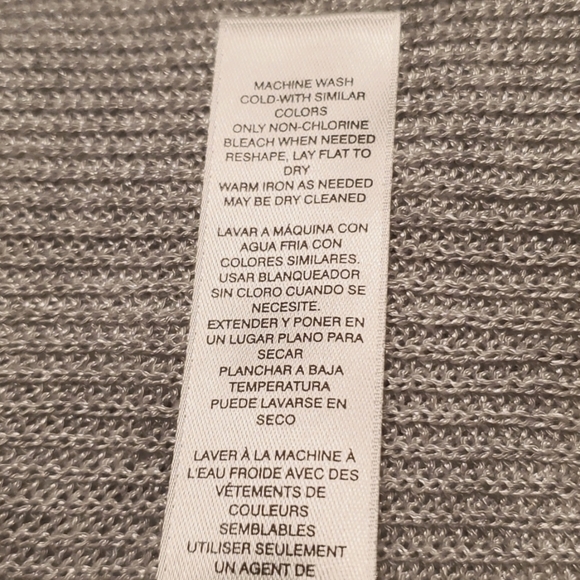 MACHINE WASH
COLD-WITH SIMILAR
COLORS
ONLY NON-CHLORINE
BLEACH WHEN NEEDED
RESHAPE, LAY FLAT TO
DRY
WARM IRON AS NEEDED
MAY BE DRY CLEANED
LAVAR A MÁQUINA CON
AGUA FRIA CON
COLORES SIMILARES.
USAR BLANQUEADOR
SIN CLORO CUANDO SE
NECESITE.
EXTENDER Y PONER EN
UN LUGAR PLANO PARA
SECAR
PLANCHAR A BAJA
TEMPERATURA
PUEDE LAVARSE EN
SECO
LAVER À LA MACHINE À
L'EAU FROIDE AVEC DES
VÉTEMENTS DE
COULEURS
SEMBLABLES
UTILISER SEULEMENT
UN AGENT DE